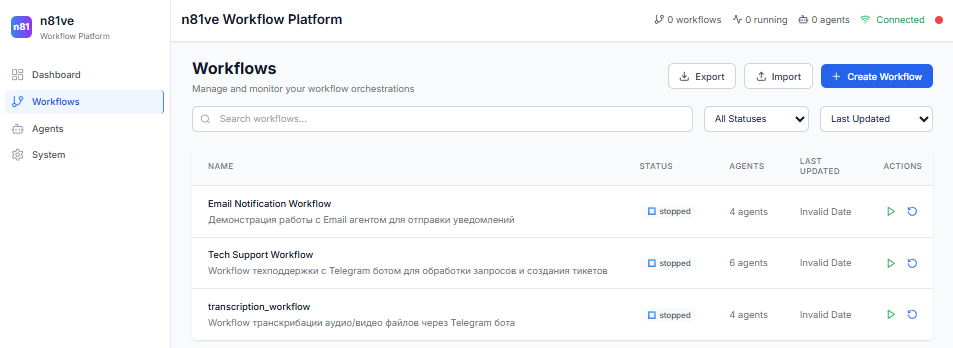 n81
n81ve
Workflow Platform
Dashboard
Workflows
Agents
System
n81ve Workflow Platform
0 workflows
0 running
0 agents
Connected
Workflows
Manage and monitor your workflow orchestrations
Export
Import
Create Workflow
Search workflows...
All Statuses
Last Updated
NAME
STATUS
AGENTS
LAST
UPDATED
ACTIONS
Email Notification Workflow
Демонстрация работы с Email агентом для отправки уведомлений
stopped
4 agents
Invalid Date
Tech Support Workflow
Workflow техподдержки с Telegram ботом для обработки запросов и создания тикетов
stopped
6 agents
Invalid Date
transcription_workflow
Workflow транскрибации аудио/видео файлов через Telegram бота
stopped
4 agents
Invalid Date